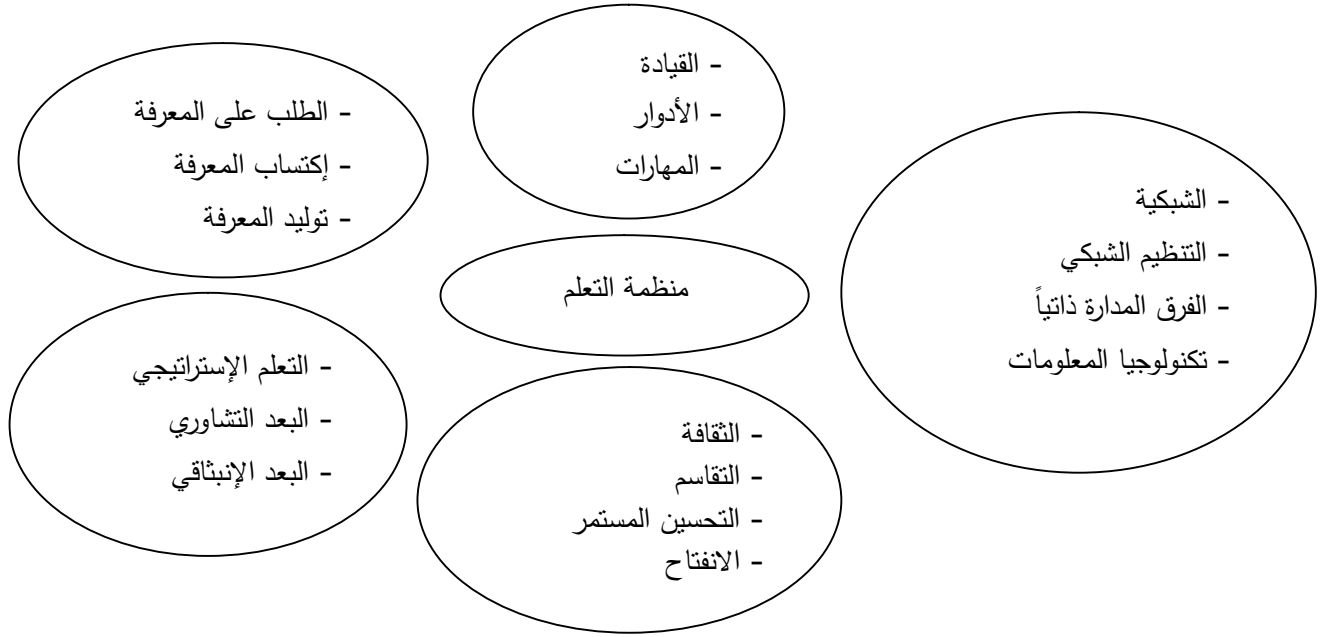 - القيادة
- الأدوار
- المهارات
- الشبكية
- التنظيم الشبكي
- الفرق المدارة ذاتياً
- تكنولوجيا المعلومات
- الطلب على المعرفة
- إكتساب المعرفة
- توليد المعرفة
منظمة التعلم
- الثقافة
- التقاسم
- التحسين المستمر
- الانفتاح
- التعلم الإستراتيجي
- البعد التشاوري
- البعد الإنبثاقي